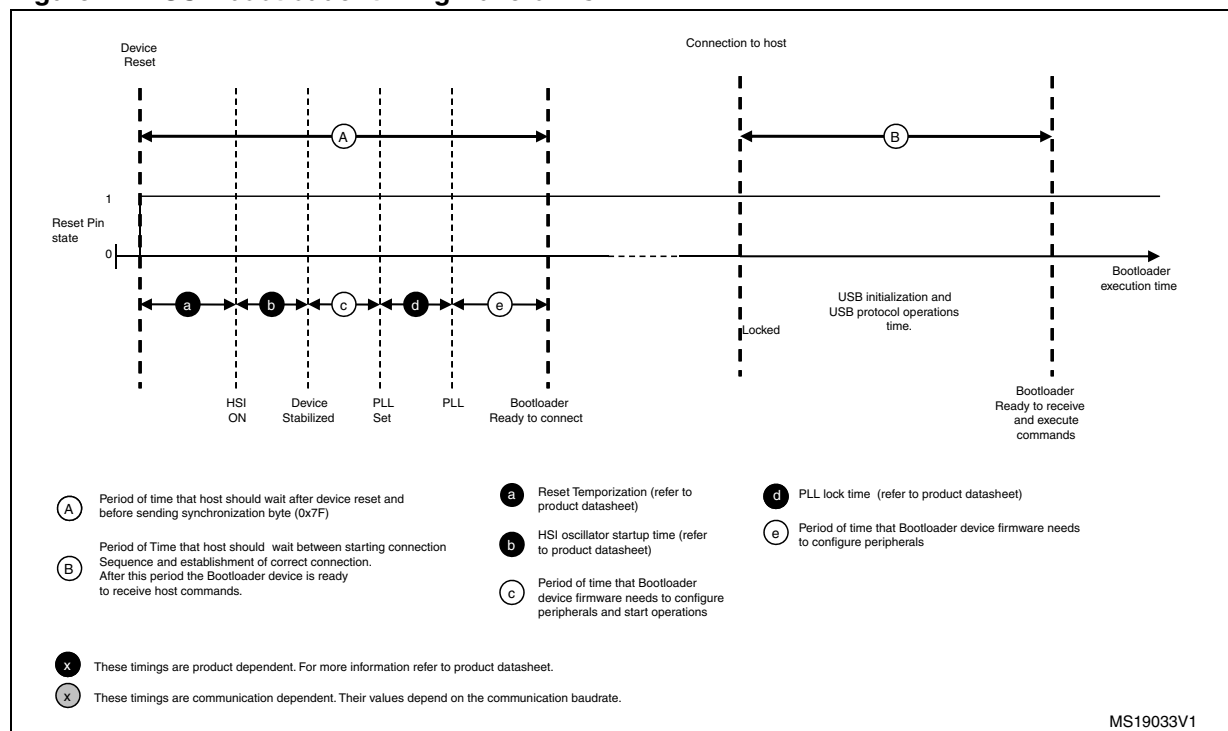 Device
Reset
Connection to host
A
B
1
Reset Pin
state
0
Bootloader
execution time
a
b
c
d
e
USB initialization and
USB protocol operations
time.
Locked
HSI
ON
Device
Stabilized
PLL
Set
PLL
Bootloader
Ready to connect
Bootloader
Ready to receive
and execute
commands
A
Period of time that host should wait after device reset and
before sending synchronization byte (0x7F)
B
Period of Time that host should wait between starting connection
Sequence and establishment of correct connection.
After this period the Bootloader device is ready
to receive host commands.
a
Reset Temporization (refer to
product datasheet)
b
HSI oscillator startup time (refer
to product datasheet)
c
Period of time that Bootloader
device firmware needs to configure
peripherals and start operations
d
PLL lock time (refer to product datasheet)
e
Period of time that Bootloader device firmware needs
to configure peripherals
x
These timings are product dependent. For more information refer to product datasheet.
x
These timings are communication dependent. Their values depend on the communication baudrate.
MS19033V1